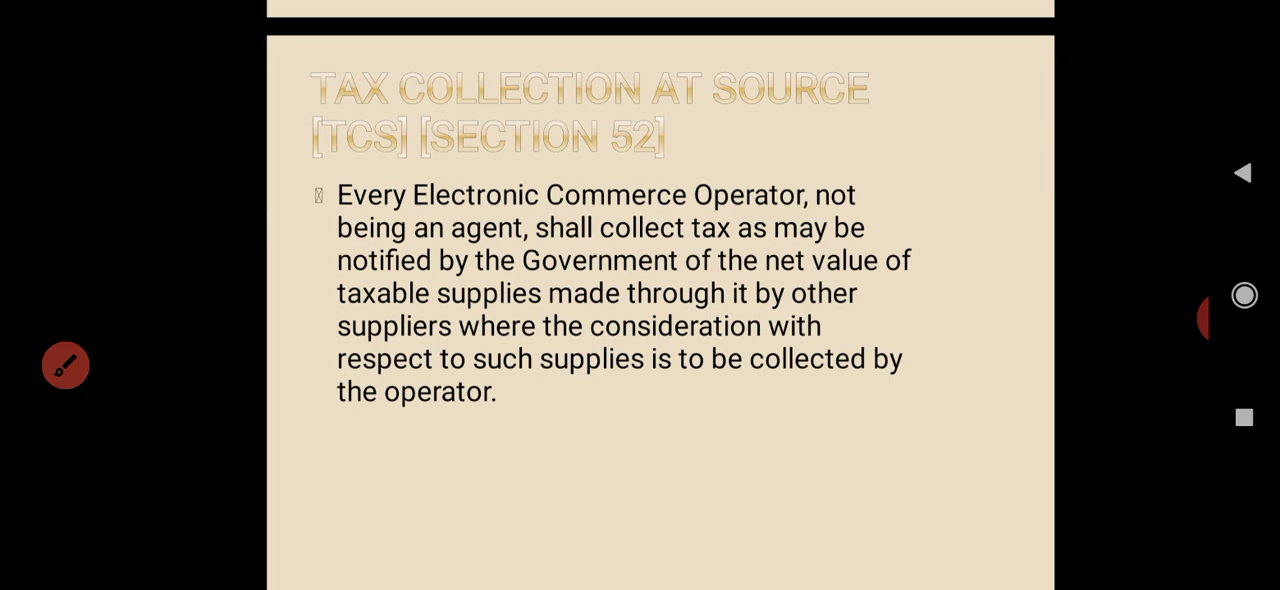 TAX COLLECTION AT SOURCE
[TCS] [SECTION 52]
Every Electronic Commerce Operator, not
being an agent, shall collect tax as may be
notified by the Government of the net value of
taxable supplies made through it by other
suppliers where the consideration with
respect to such supplies is to be collected by
the operator.